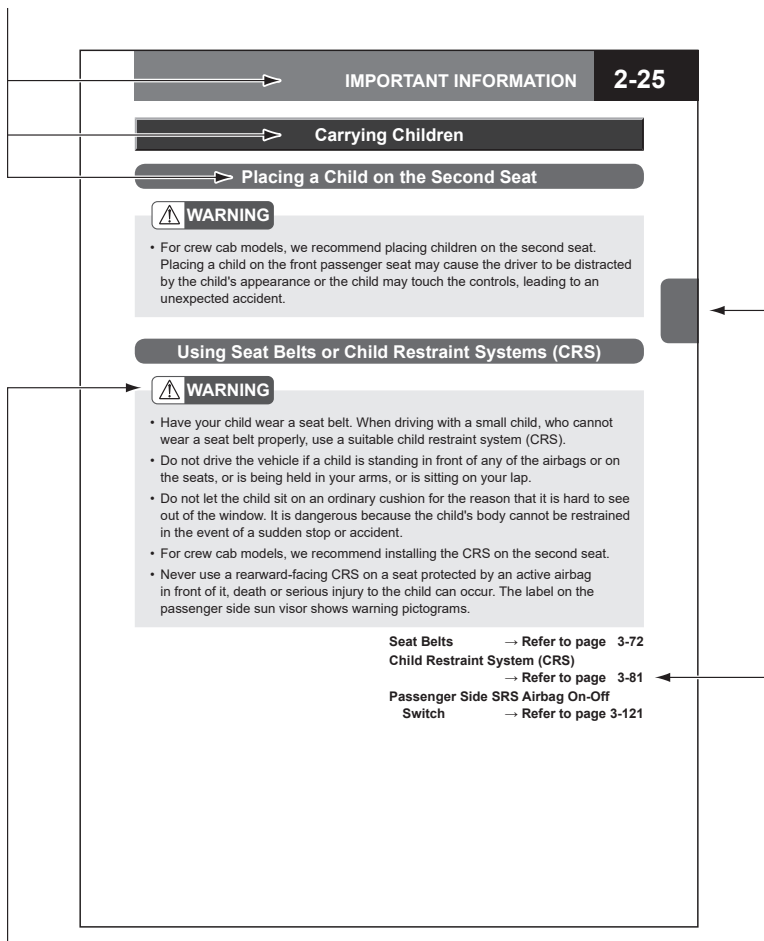 IMPORTANT INFORMATION 2-25
Carrying Children
Placing a Child on the Second Seat
WARNING
• For crew cab models, we recommend placing children on the second seat.
Placing a child on the front passenger seat may cause the driver to be distracted
by the child's appearance or the child may touch the controls, leading to an
unexpected accident.
Using Seat Belts or Child Restraint Systems (CRS)
WARNING
• Have your child wear a seat belt. When driving with a small child, who cannot
wear a seat belt properly, use a suitable child restraint system (CRS).
• Do not drive the vehicle if a child is standing in front of any of the airbags or on
the seats, or is being held in your arms, or is sitting on your lap.
• Do not let the child sit on an ordinary cushion for the reason that it is hard to see
out of the window. It is dangerous because the child's body cannot be restrained
in the event of a sudden stop or accident.
• For crew cab models, we recommend installing the CRS on the second seat.
• Never use a rearward-facing CRS on a seat protected by an active airbag
in front of it, death or serious injury to the child can occur. The label on the
passenger side sun visor shows warning pictograms.
Seat Belts → Refer to page 3-72
Child Restraint System (CRS)
→ Refer to page 3-81
Passenger Side SRS Airbag On-Off
Switch → Refer to page 3-121